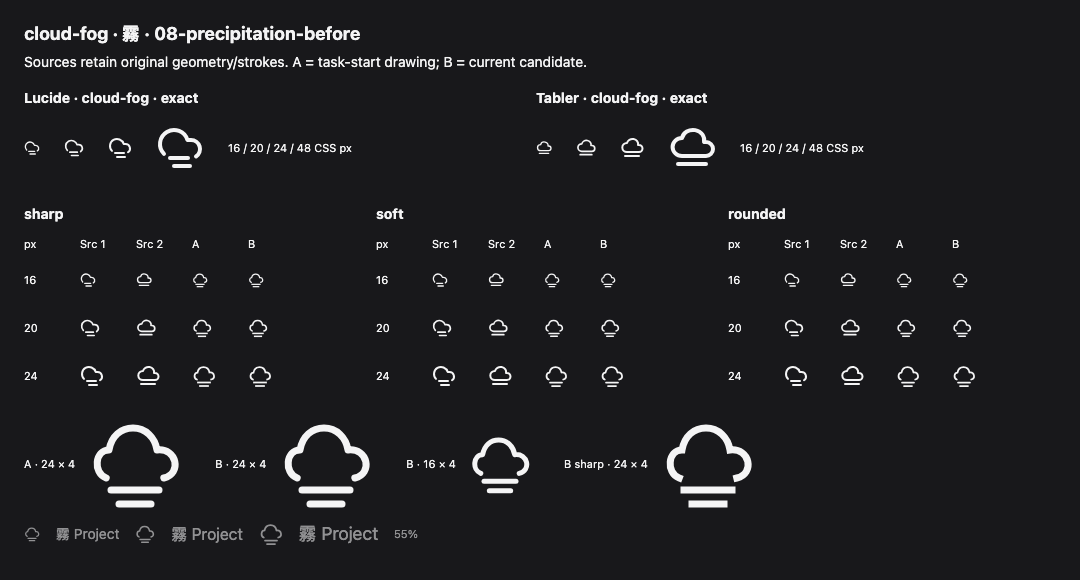 cloud-fog · 霧 · 08-precipitation-before
Sources retain original geometry/strokes. A = task-start drawing; B = current candidate.
Lucide · cloud-fog · exact
Tabler · cloud-fog · exact
16 / 20 / 24 / 48 CSS px
16 / 20 / 24 / 48 CSS px
sharp
soft
rounded
px Src 1 Src 2 A B
px Src 1 Src 2 A B
px Src 1 Src 2 A B
16
16
16
20
20
20
24
24
24
A · 24 × 4
B · 24 × 4
B · 16 × 4
B sharp · 24 × 4
霧 Project
霧 Project
霧 Project
55%